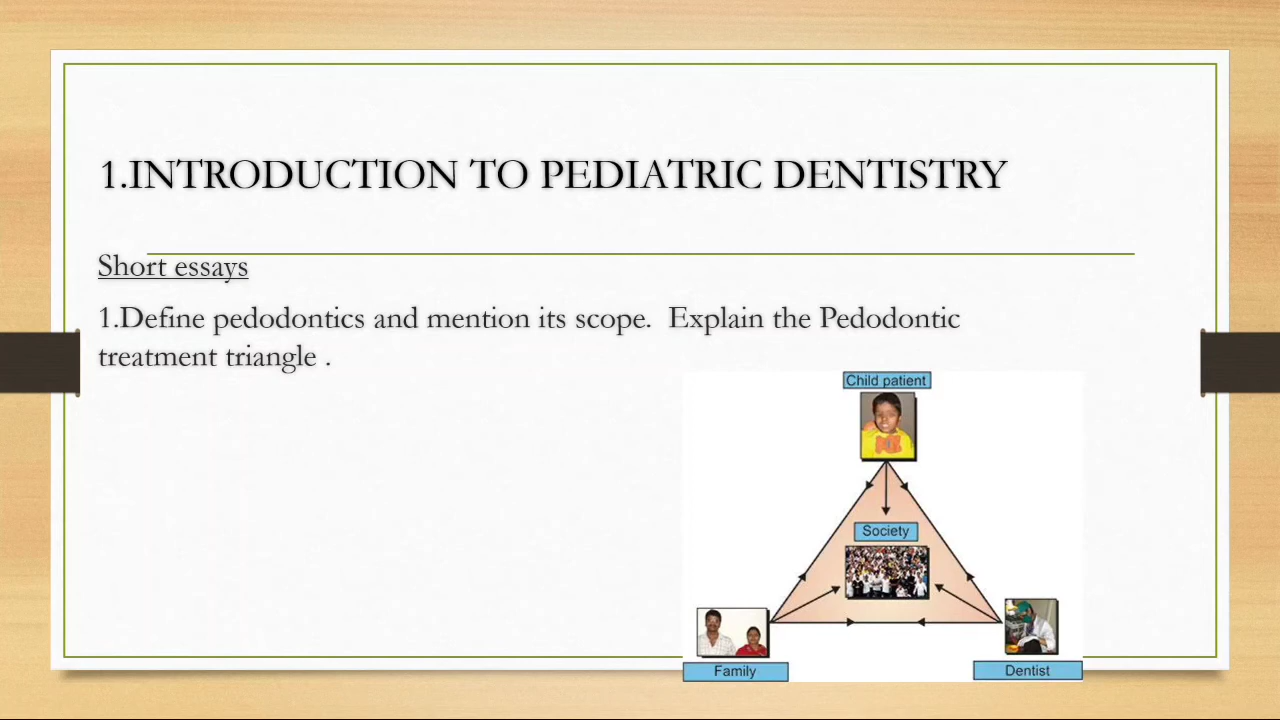 1.INTRODUCTION TO PEDIATRIC DENTISTRY
Short essays
1.Define pedodontics and mention its scope.  Explain the Pedodontic
treatment triangle .
Child patient
Society
Family
Dentist